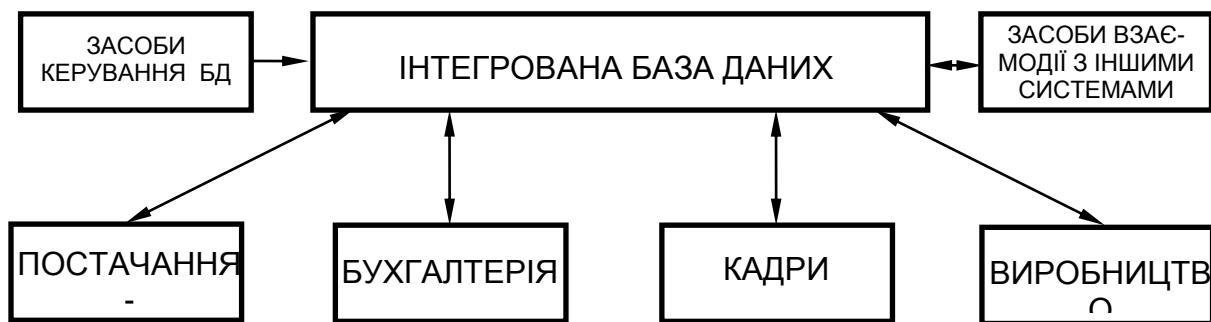 ЗАСОБИ
КЕРУВАННЯ БД
ІНТЕГРОВАНА БАЗА ДАНИХ
ЗАСОБИ ВЗАЄ-
МОДІЇ З ІНШИМИ
СИСТЕМАМИ
ПОСТАЧАННЯ
-
БУХГАЛТЕРІЯ
КАДРИ
ВИРОБНИЦТВ
О